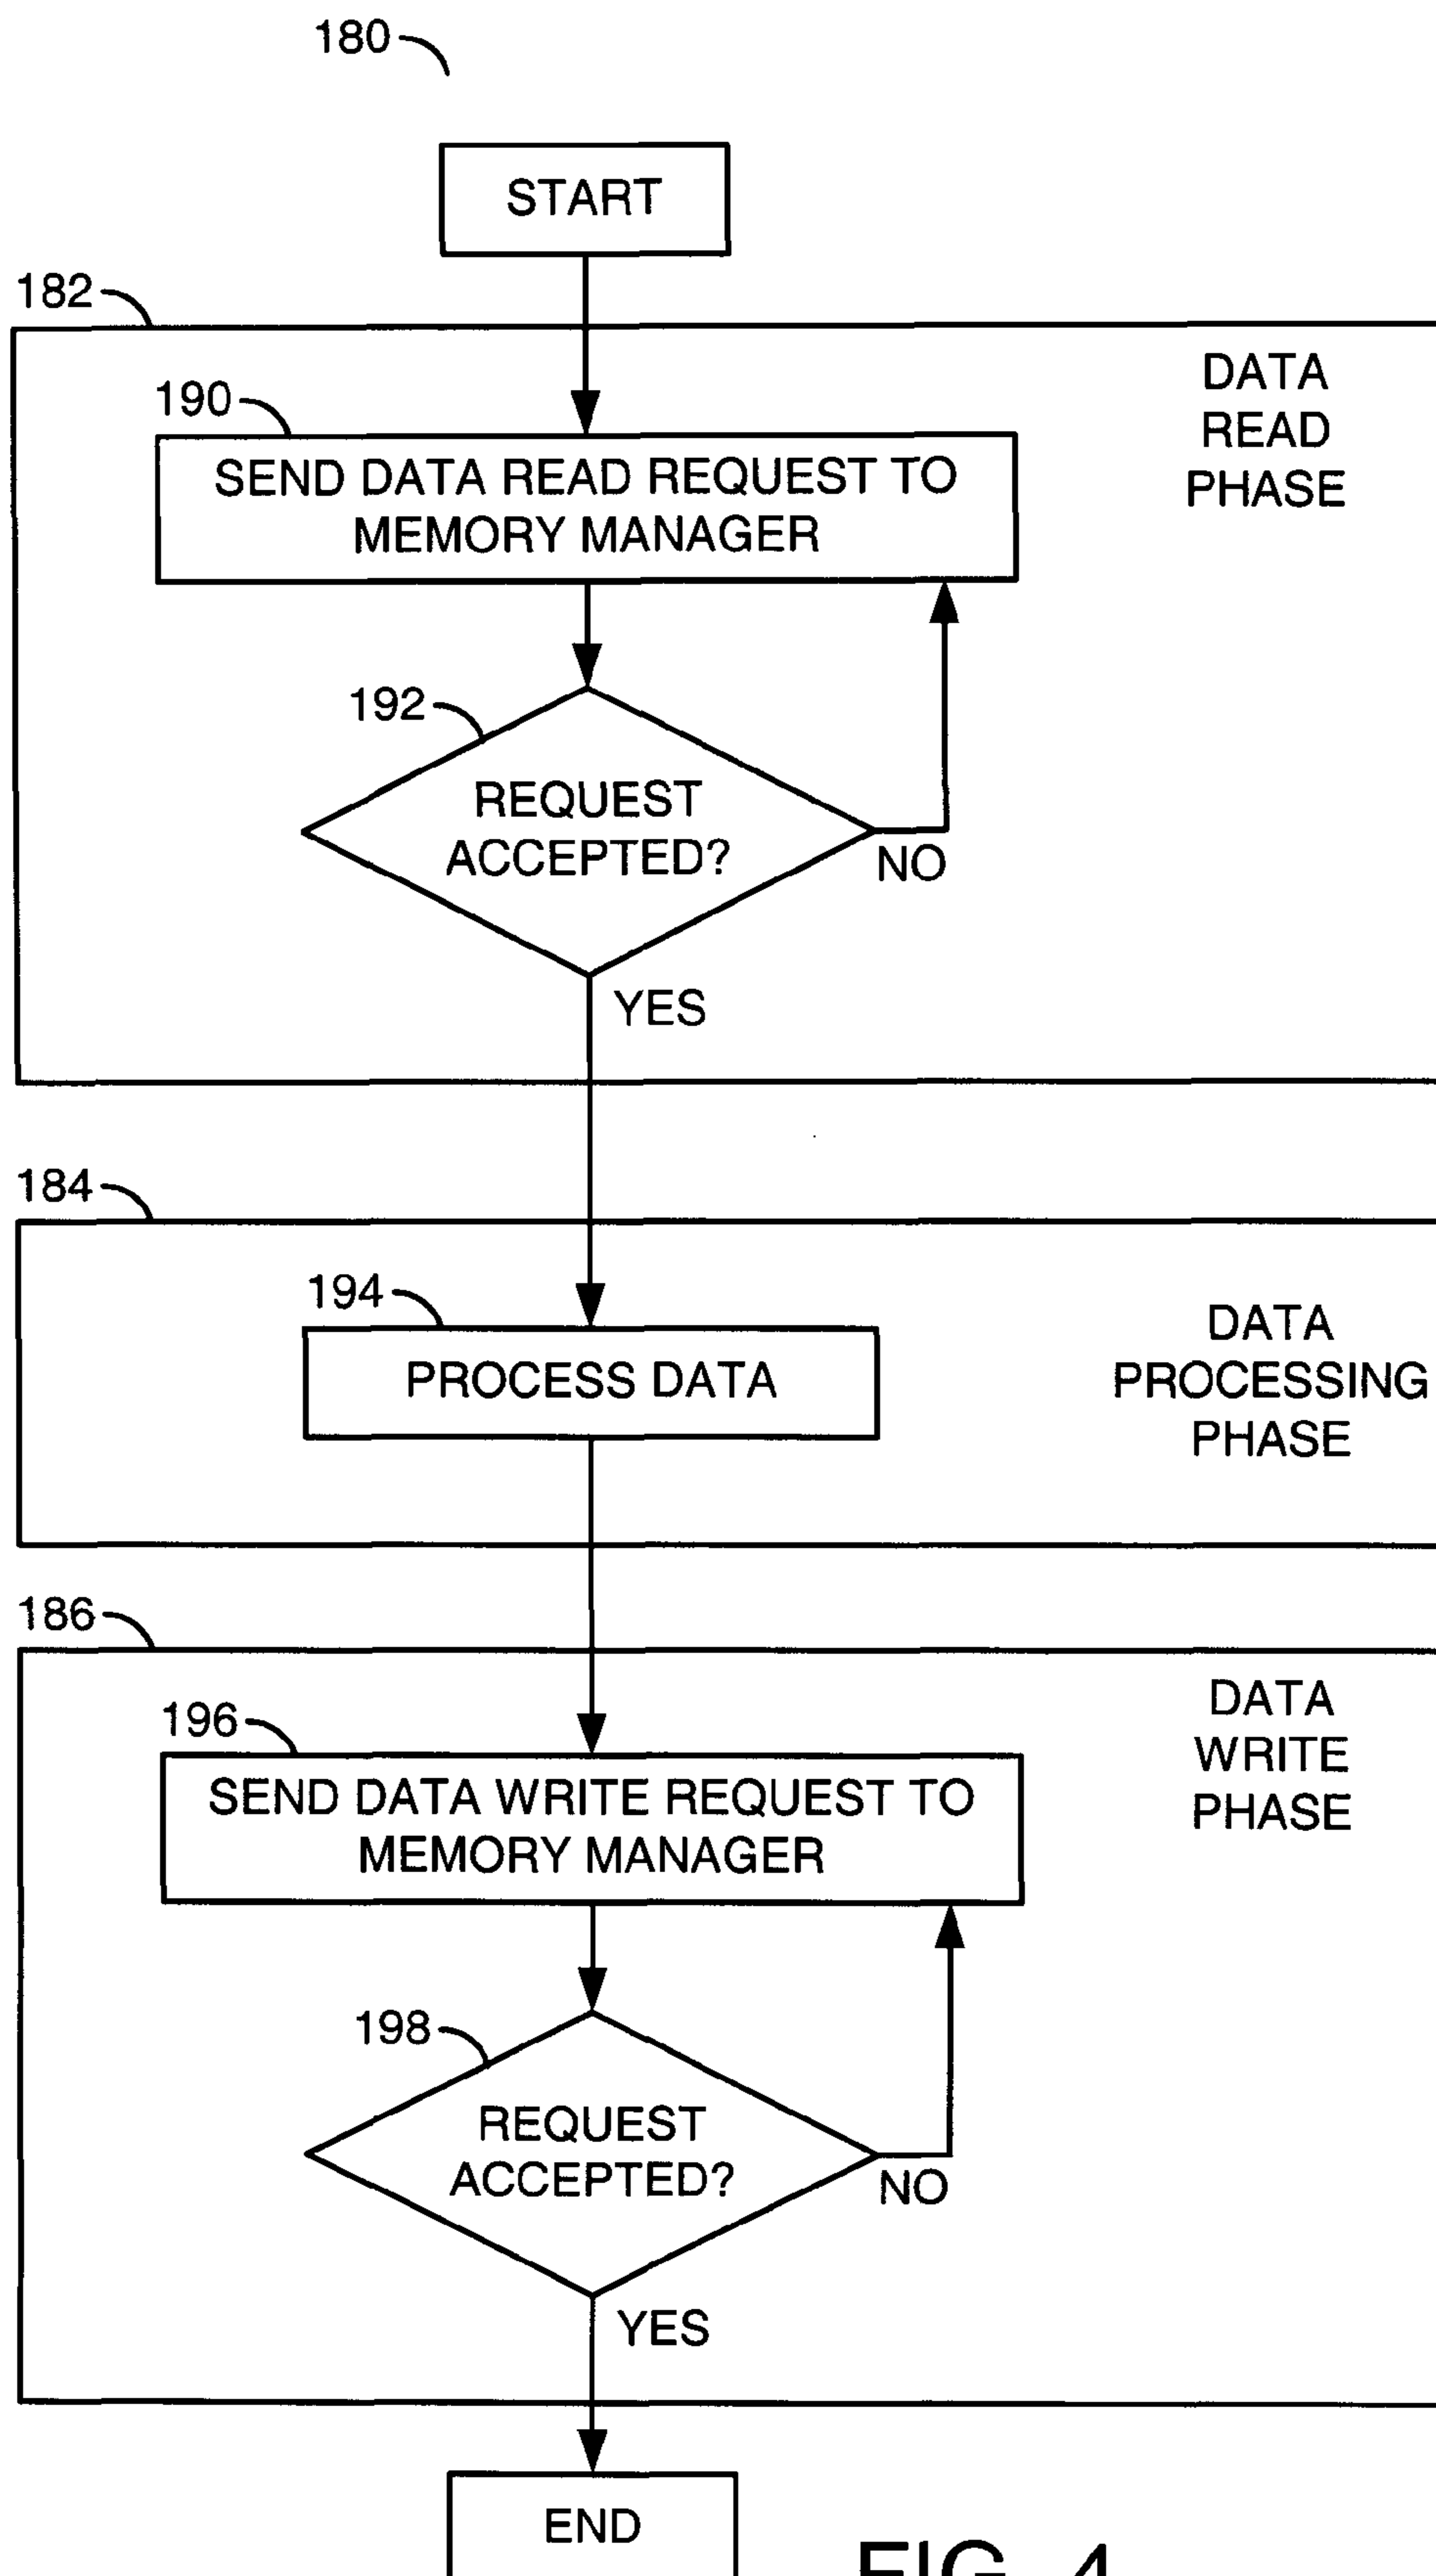 180
START
182
DATA
READ
PHASE
190
SEND DATA READ REQUEST TO
MEMORY MANAGER
192
REQUEST
ACCEPTED?
NO
YES
184
194
PROCESS DATA
DATA
PROCESSING
PHASE
186
DATA
WRITE
PHASE
196
SEND DATA WRITE REQUEST TO
MEMORY MANAGER
198
REQUEST
ACCEPTED?
NO
YES
END
FIG. 4